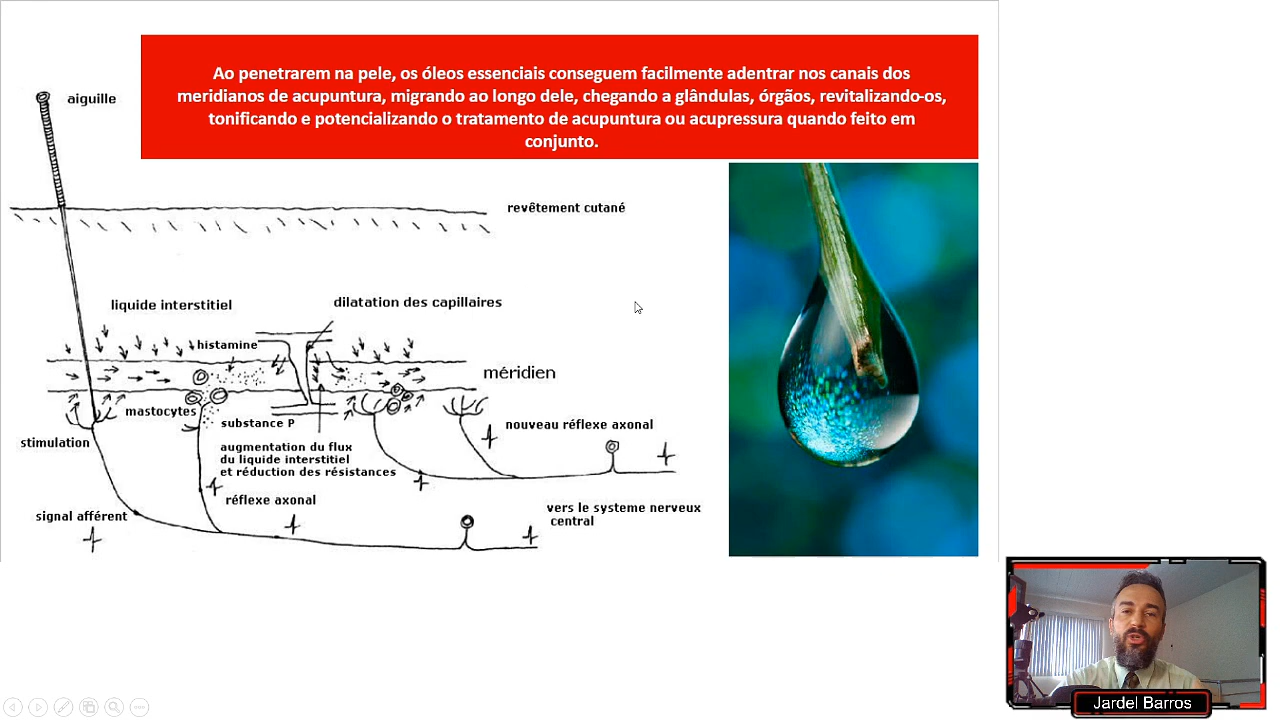 Ao penetrarem na pele, os óleos essenciais conseguem facilmente adentrar nos canais dos
meridianos de acupuntura, migrando ao longo dele, chegando a glândulas, órgãos, revitalizando-os,
tonificando e potencializando o tratamento de acupuntura ou acupressura quando feito em
conjunto.
aiguille
revêtement cutané
liquide interstitiel
dilatation des capillaires
histamine
méridien
mastocytes
substance P
nouveau réflexe axonal
stimulation
augmentation du flux
du liquide interstitiel
et réduction des résistances
réflexe axonal
signal afférent
vers le systeme nerveux
central
Jardel Barros